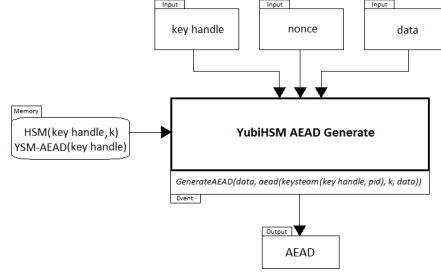 Input
key handle
Input
nonce
Input
data
Memory
HSM(key handle, k)
YSM-AEAD(key handle)
YubiHSM AEAD Generate
GenerateAEAD(data, aead(keysteam(key handle, pid), k, data))
Event
Output
AEAD